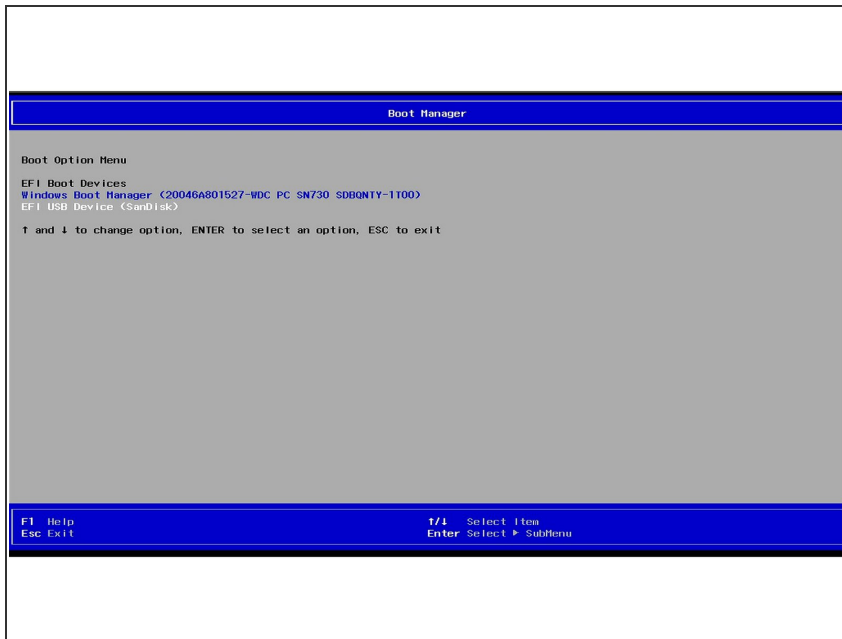 Boot Manager
Boot Option Menu
EFI Boot Devices
Windows Boot Manager (20046A801527-WDC PC SN730 SDBQNTY-1T00)
EFI USB Device (SanDisk)
↑ and ↓ to change option, ENTER to select an option, ESC to exit
F1 Help
Esc Exit
↑/↓ Select Item
Enter Select ▶ SubMenu